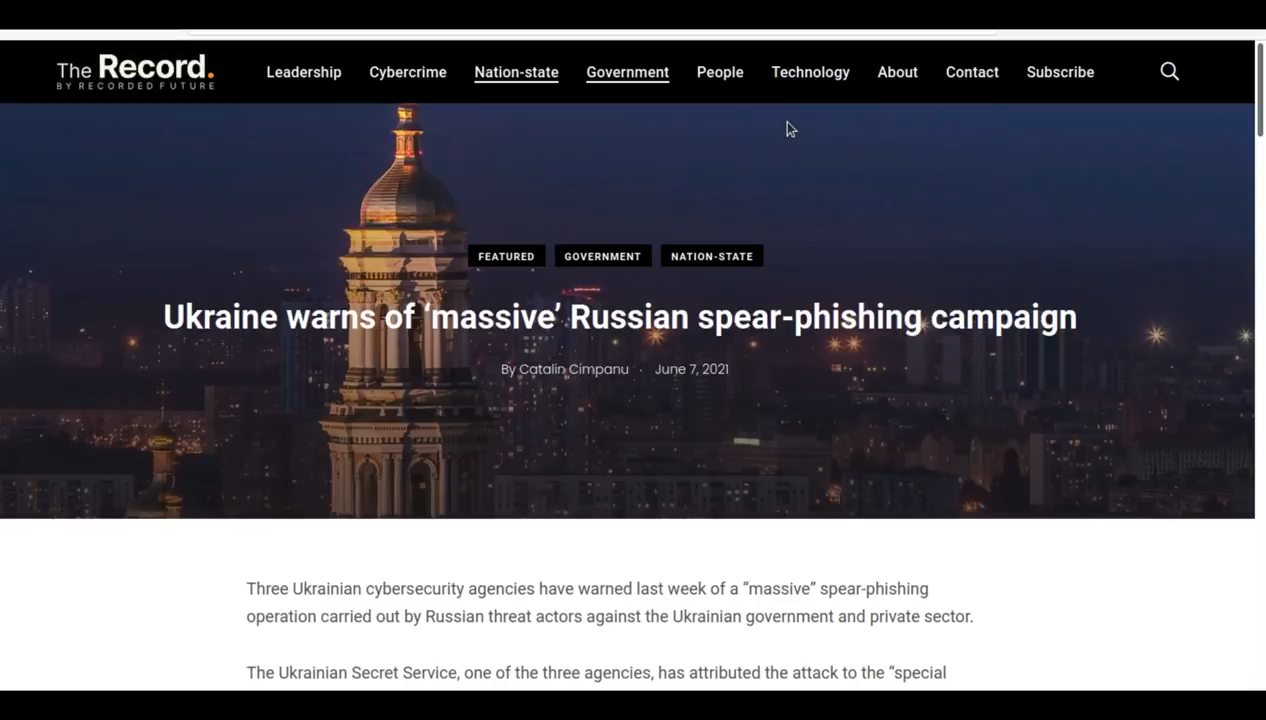 The Record.
BY RECORDED FUTURE
Leadership Cybercrime Nation-state Government People Technology About Contact Subscribe
FEATURED GOVERNMENT NATION-STATE
Ukraine warns of ‘massive’ Russian spear-phishing campaign
By Catalin Cimpanu · June 7, 2021
Three Ukrainian cybersecurity agencies have warned last week of a “massive” spear-phishing
operation carried out by Russian threat actors against the Ukrainian government and private sector.
The Ukrainian Secret Service, one of the three agencies, has attributed the attack to the “special